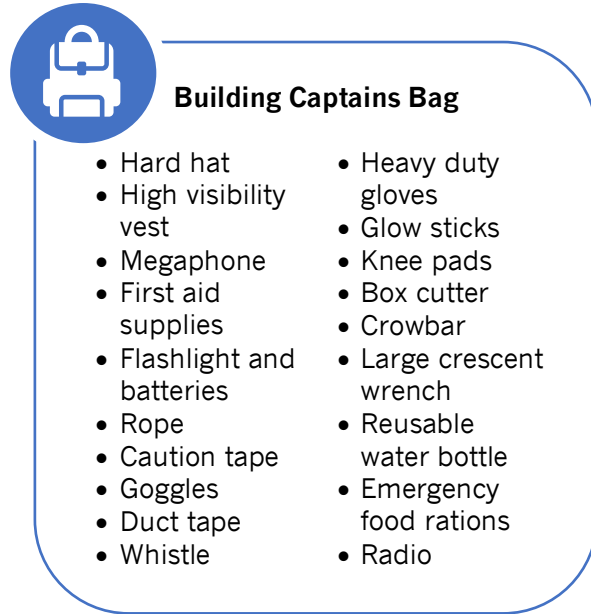 Building Captains Bag
• Hard hat
• High visibility
vest
• Megaphone
• First aid
supplies
• Flashlight and
batteries
• Rope
• Caution tape
• Goggles
• Duct tape
• Whistle
• Heavy duty
gloves
• Glow sticks
• Knee pads
• Box cutter
• Crowbar
• Large crescent
wrench
• Reusable
water bottle
• Emergency
food rations
• Radio